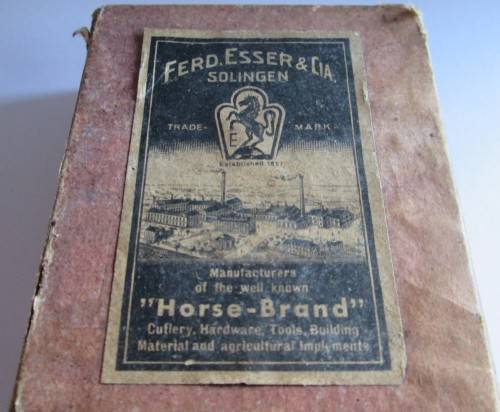 FERD. ESSER & CIA.
SOLINGEN
TRADE- MARK
E
Established
Manufacturers
of the well known
"Horse-Brand"
Cutlery, Hardware, Tools, Building
Material and agricultural Implements